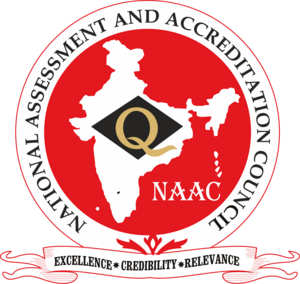 NATIONAL ASSESSMENT AND ACCREDITATION COUNCIL
Q
NAAC
EXCELLENCE * CREDIBILITY * RELEVANCE